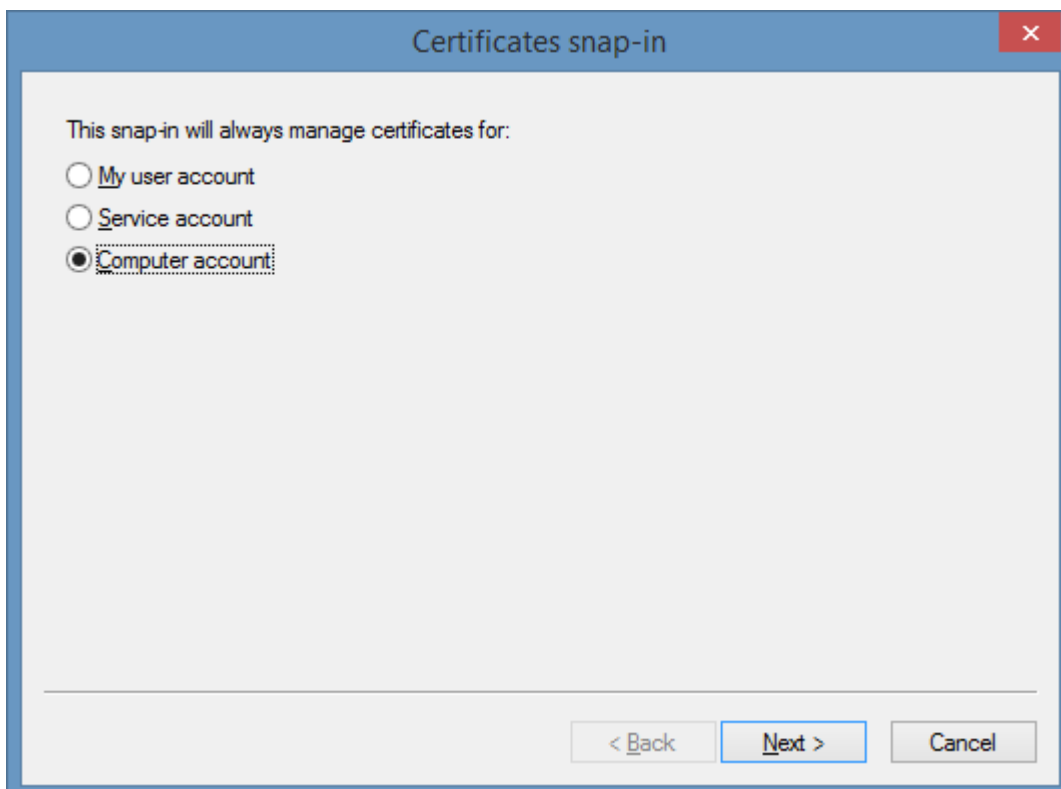 Certificates snap-in
This snap-in will always manage certificates for:
My user account
Service account
Computer account
< Back Next > Cancel